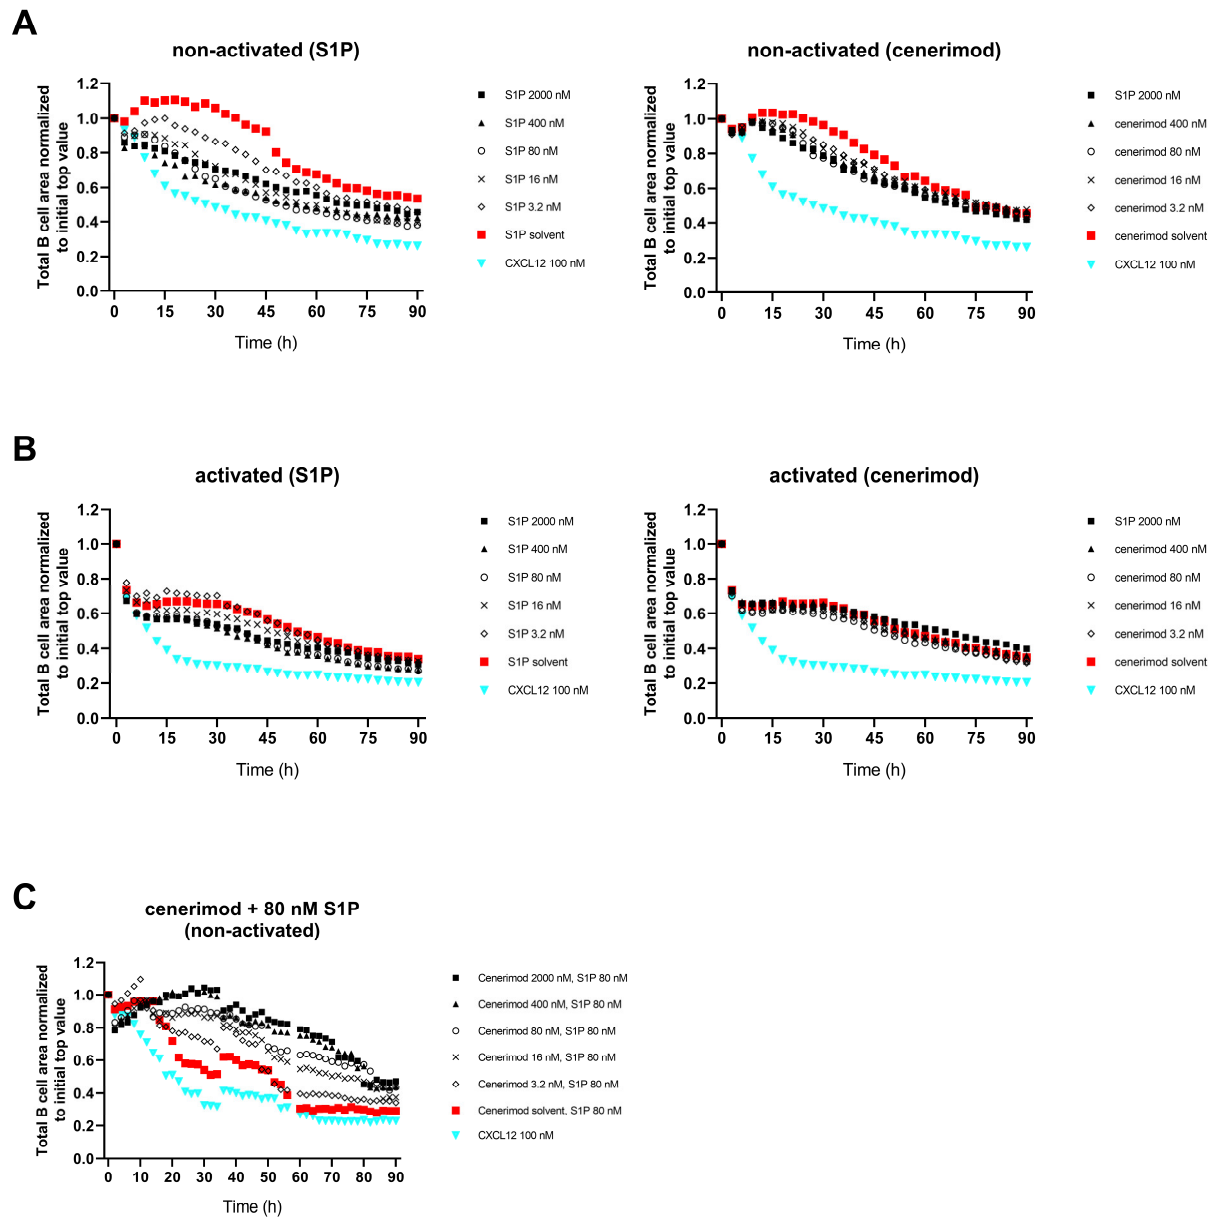 A
non-activated (S1P)
Total B cell area normalized
to initial top value
1.2
1.0
0.8
0.6
0.4
0.2
0.0
0 15 30 45 60 75 90
Time (h)
S1P 2000 nM
S1P 400 nM
S1P 80 nM
S1P 16 nM
S1P 3.2 nM
S1P solvent
CXCL12 100 nM
non-activated (cenerimod)
Total B cell area normalized
to initial top value
1.2
1.0
0.8
0.6
0.4
0.2
0.0
0 15 30 45 60 75 90
Time (h)
S1P 2000 nM
cenerimod 400 nM
cenerimod 80 nM
cenerimod 16 nM
cenerimod 3.2 nM
cenerimod solvent
CXCL12 100 nM
B
activated (S1P)
Total B cell area normalized
to initial top value
1.2
1.0
0.8
0.6
0.4
0.2
0.0
0 15 30 45 60 75 90
Time (h)
S1P 2000 nM
S1P 400 nM
S1P 80 nM
S1P 16 nM
S1P 3.2 nM
S1P solvent
CXCL12 100 nM
activated (cenerimod)
Total B cell area normalized
to initial top value
1.2
1.0
0.8
0.6
0.4
0.2
0.0
0 15 30 45 60 75 90
Time (h)
S1P 2000 nM
cenerimod 400 nM
cenerimod 80 nM
cenerimod 16 nM
cenerimod 3.2 nM
cenerimod solvent
CXCL12 100 nM
C
cenerimod + 80 nM S1P
(non-activated)
Total B cell area normalized
to initial top value
1.2
1.0
0.8
0.6
0.4
0.2
0.0
0 10 20 30 40 50 60 70 80 90
Time (h)
Cenerimod 2000 nM, S1P 80 nM
Cenerimod 400 nM, S1P 80 nM
Cenerimod 80 nM, S1P 80 nM
Cenerimod 16 nM, S1P 80 nM
Cenerimod 3.2 nM, S1P 80 nM
Cenerimod solvent, S1P 80 nM
CXCL12 100 nM